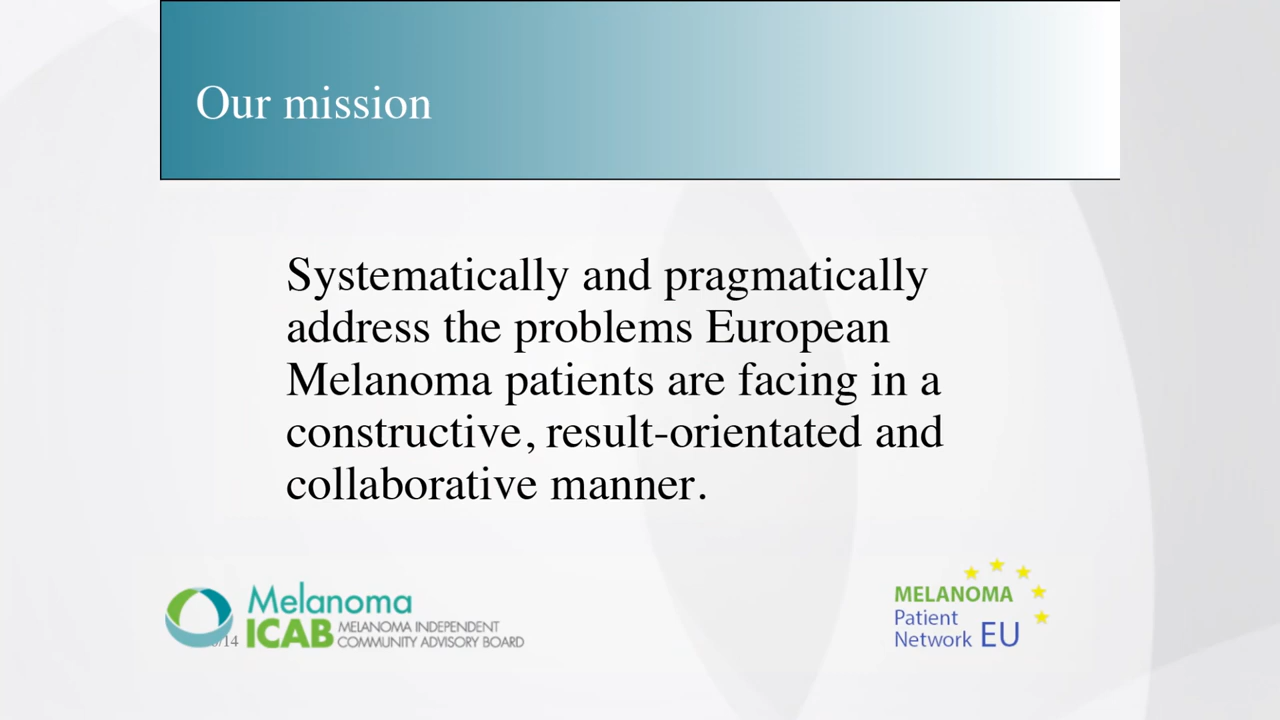 Our mission
Systematically and pragmatically
address the problems European
Melanoma patients are facing in a
constructive, result-orientated and
collaborative manner.
Melanoma
ICAB MELANOMA INDEPENDENT
COMMUNITY ADVISORY BOARD
/14
MELANOMA
Patient
Network EU